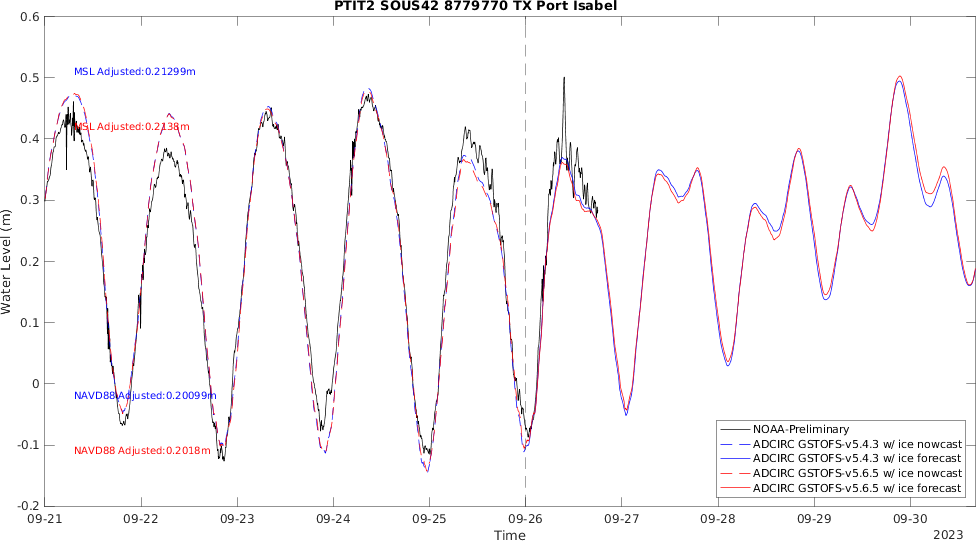 PTIT2 SOUS42 8779770 TX Port Isabel
0.6
0.5
0.4
0.3
0.2
0.1
0
-0.1
-0.2
Water Level (m)
MSL Adjusted:0.21299m
MSL Adjusted:0.2138m
NAVD88 Adjusted:0.20099m
NAVD88 Adjusted:0.2018m
NOAA-Preliminary
ADCIRC GSTOFS-v5.4.3 w/ ice nowcast
ADCIRC GSTOFS-v5.4.3 w/ ice forecast
ADCIRC GSTOFS-v5.6.5 w/ ice nowcast
ADCIRC GSTOFS-v5.6.5 w/ ice forecast
09-21 09-22 09-23 09-24 09-25 09-26 09-27 09-28 09-29 09-30
Time
2023